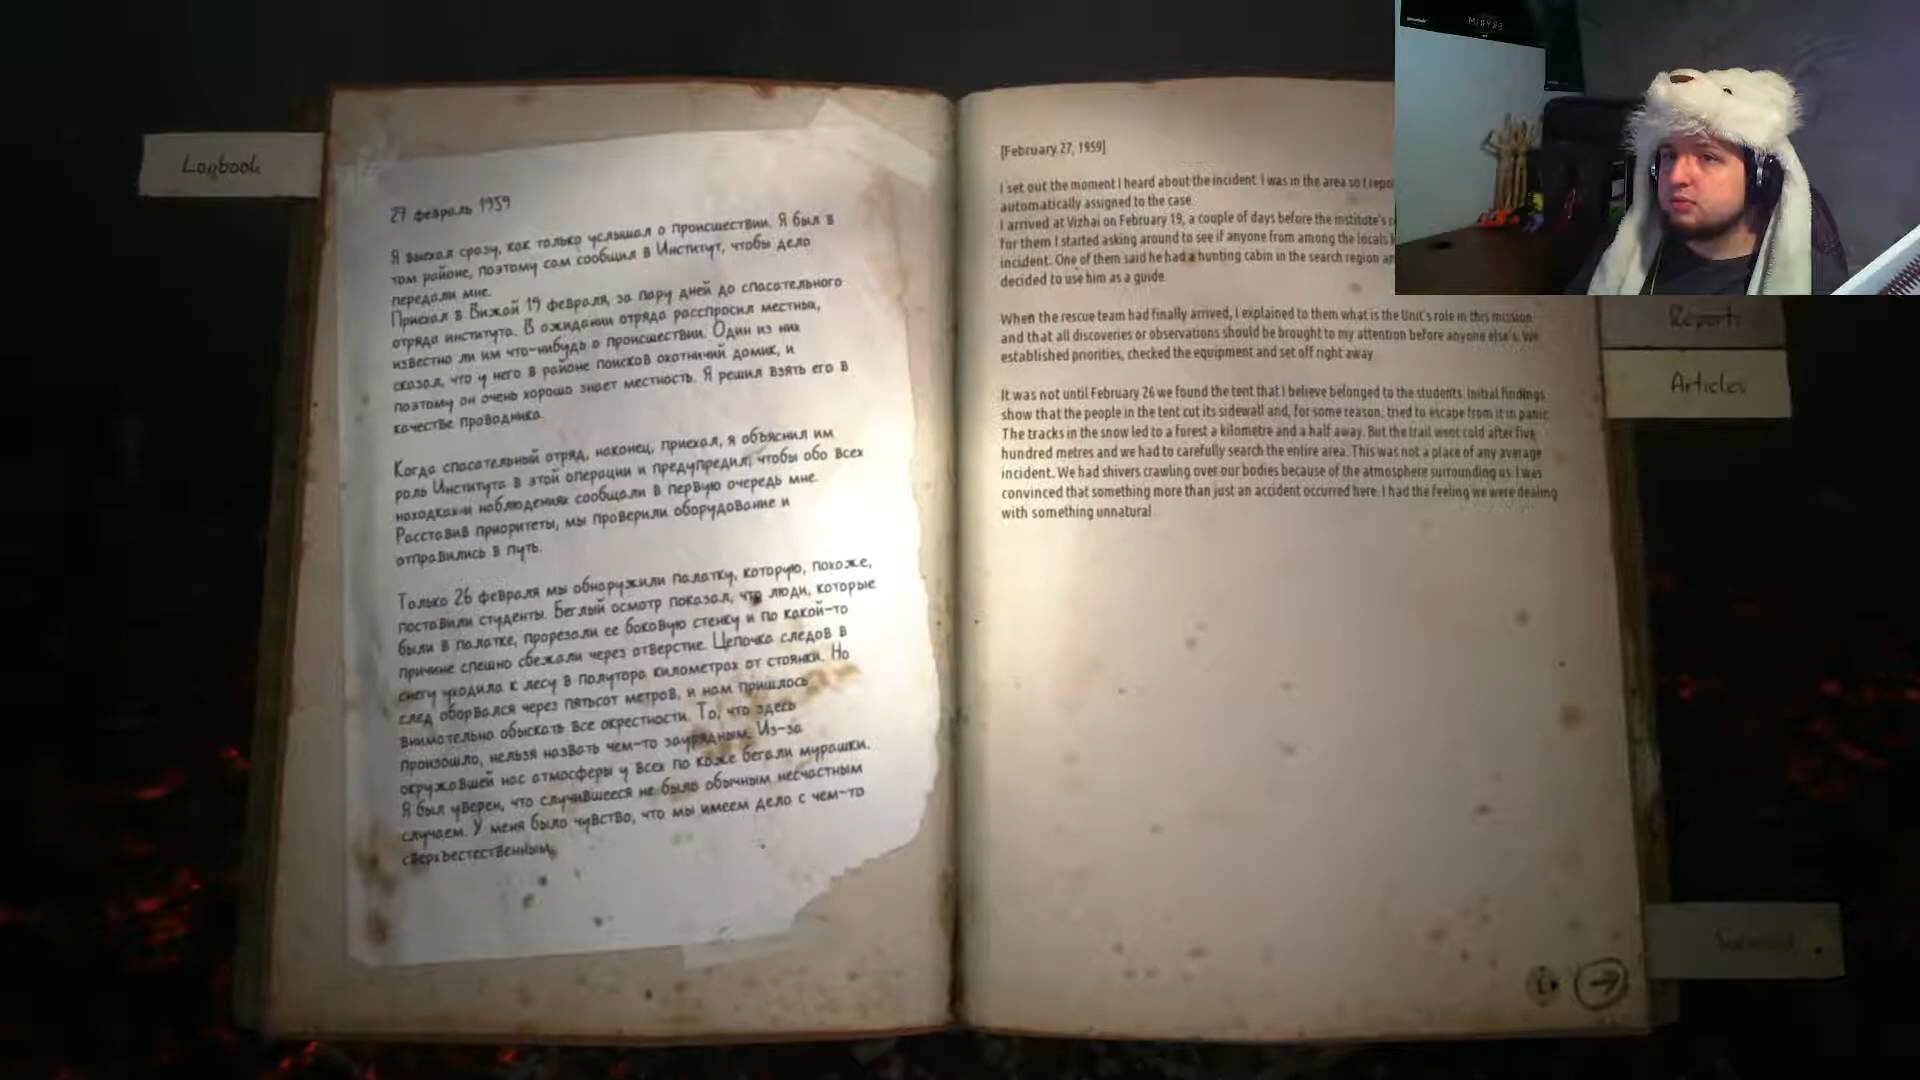 SKYRIM
Logbook
27 февраль 1959
Я выехал сразу, как только услышал о происшествии. Я был в
том районе, поэтому сам сообщил в Институт, чтобы дело
передали мне.
Приехал в Вижай 19 февраля, за пару дней до спасательного
отряда института. В ожидании отряда расспросил местных,
известно ли им что-нибудь о происшествии. Один из них
сказал, что у него в районе поисков охотничий домик, и
поэтому он очень хорошо знает местность. Я решил взять его в
качестве проводника.
Когда спасательный отряд, наконец, приехал, я объяснил им
роль Института в этой операции и предупредил, чтобы обо всех
находках и наблюдениях сообщали в первую очередь мне.
Расставив приоритеты, мы проверили оборудование и
отправились в путь.
Только 26 февраля мы обнаружили палатку, которую, похоже,
поставили студенты. Беглый осмотр показал, что люди, которые
были в палатке, прорезали ее боковую стенку и по какой-то
причине спешно сбежали через отверстие. Цепочка следов в
снегу уходила к лесу в полутора километрах от стоянки. Но
след оборвался через пятьсот метров, и нам пришлось
внимательно обыскать все окрестности. То, что здесь
произошло, нельзя назвать чем-то заурядным. Из-за
окружавшей нас атмосферы у всех по коже бегали мурашки.
Я был уверен, что случившееся не было обычным несчастным
случаем. У меня было чувство, что мы имеем дело с чем-то
сверхъестественным.
[February 27, 1959]
I set out the moment I heard about the incident. I was in the area so I
automatically assigned to the case.
I arrived at Vizhai on February 19, a couple of days before the institute's
for them I started asking around to see if anyone from among the locals
incident. One of them said he had a hunting cabin in the search region
decided to use him as a guide.
When the rescue team had finally arrived, I explained to them what is the Unit's role in this mission
and that all discoveries or observations should be brought to my attention before anyone else's. We
established priorities, checked the equipment and set off right away.
It was not until February 26 we found the tent that I believe belonged to the students. Initial findings
show that the people in the tent cut its sidewall and, for some reason, tried to escape from it in panic.
The tracks in the snow led to a forest a kilometre and a half away. But the trail went cold after five
hundred metres and we had to carefully search the entire area. This was not a place of any average
incident. We had shivers crawling over our bodies because of the atmosphere surrounding us. I was
convinced that something more than just an accident occurred here. I had the feeling we were dealing
with something unnatural.
Reports
Articles